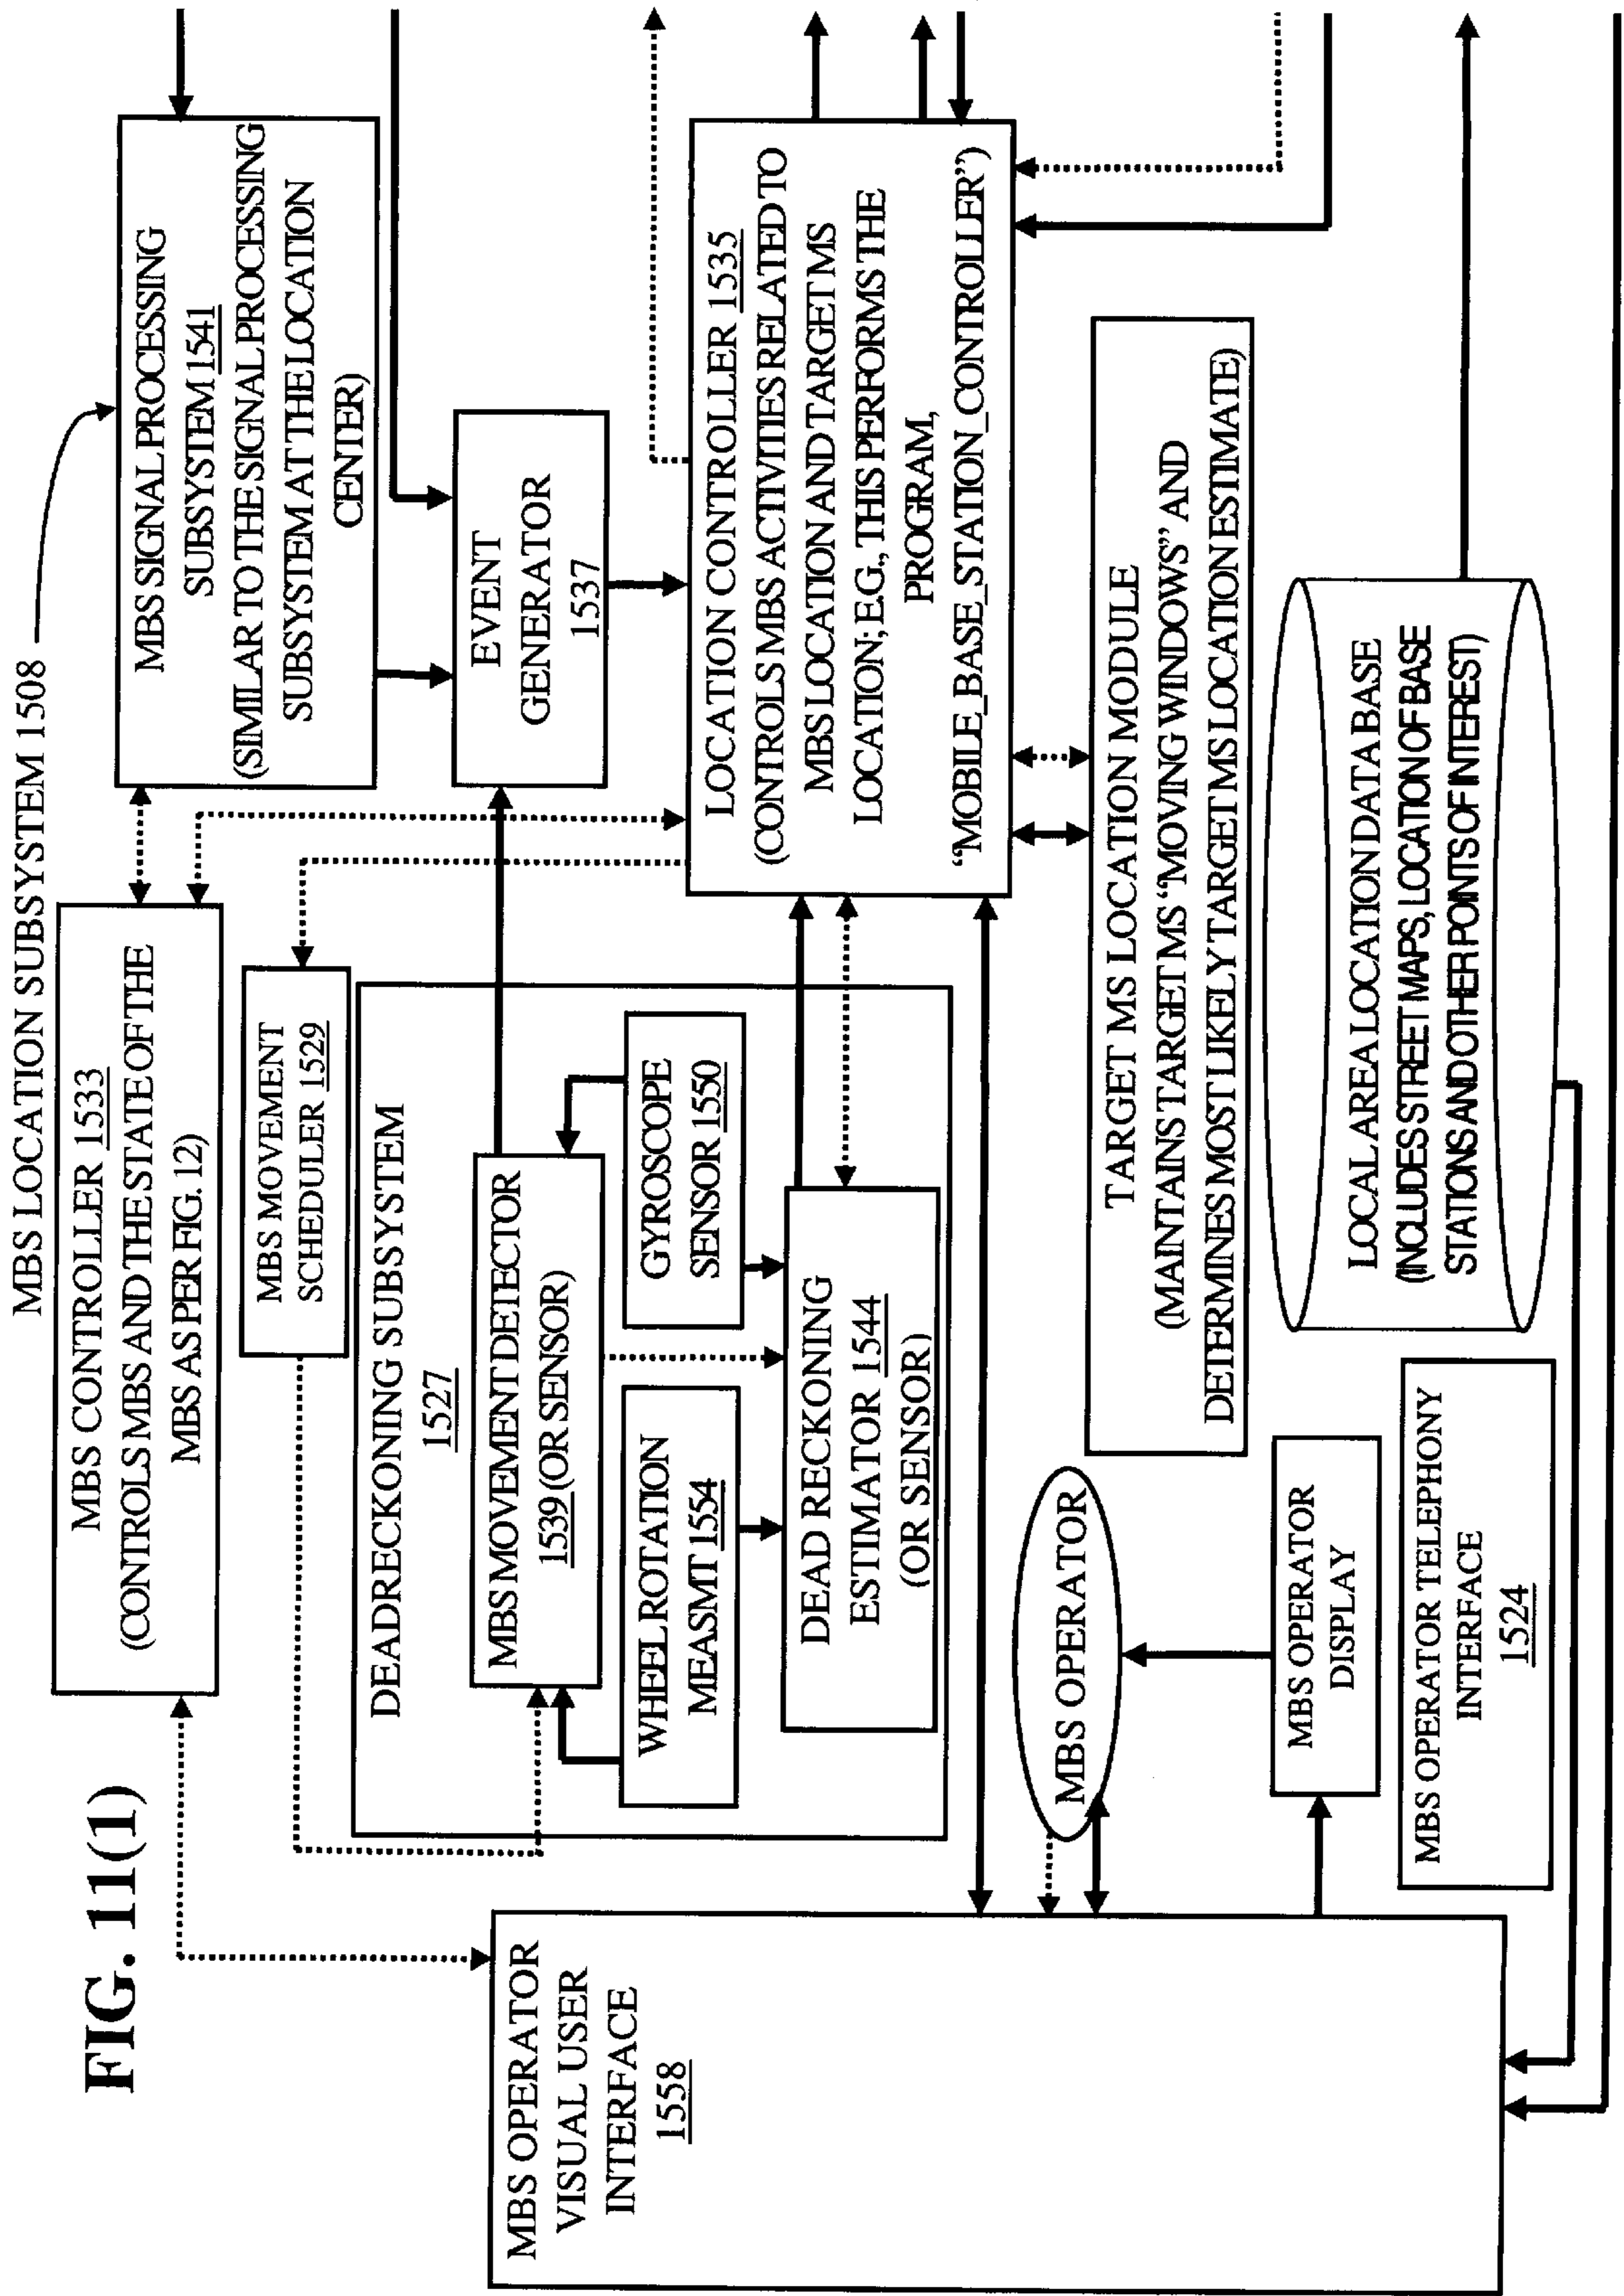 FIG. 11(1)
MBS LOCATION SUBSYSTEM 1508
MBS CONTROLLER 1533
(CONTROLS MBS AND THE STATE OF THE
MBS AS PER FIG. 12)
MBS SIGNAL PROCESSING
SUBSYSTEM 1541
(SIMILAR TO THE SIGNAL PROCESSING
SUBSYSTEM AT THE LOCATION
CENTER)
MBS MOVEMENT
SCHEDULER 1529
DEADRECKONING SUBSYSTEM
1527
MBS MOVEMENT DETECTOR
1539 (OR SENSOR)
GYROSCOPE
SENSOR 1550
WHEEL ROTATION
MEASMT 1554
DEAD RECKONING
ESTIMATOR 1544
(OR SENSOR)
EVENT
GENERATOR
1537
LOCATION CONTROLLER 1535
(CONTROLS MBS ACTIVITIES RELATED TO
MBS LOCATION AND TARGET MS
LOCATION; E.G., THIS PERFORMS THE
PROGRAM,
“MOBILE_BASE_STATION_CONTROLLER”)
MBS OPERATOR
VISUAL USER
INTERFACE
1558
MBS OPERATOR
MBS OPERATOR
DISPLAY
MBS OPERATOR TELEPHONY
INTERFACE
1524
TARGET MS LOCATION MODULE
(MAINTAINS TARGET MS “MOVING WINDOWS” AND
DETERMINES MOST LIKELY TARGET MS LOCATION ESTIMATE)
LOCAL AREA LOCATION DATA BASE
(INCLUDES STREET MAPS, LOCATION OF BASE
STATIONS AND OTHER POINTS OF INTEREST)